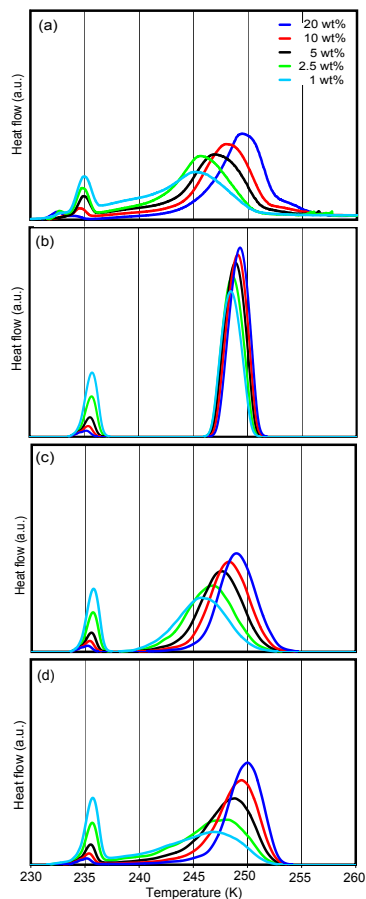 (a)
20 wt%
10 wt%
5 wt%
2.5 wt%
1 wt%
Heat flow (a.u.)
(b)
Heat flow (a.u.)
(c)
Heat flow (a.u.)
(d)
Heat flow (a.u.)
230 235 240 245 250 255 260
Temperature (K)